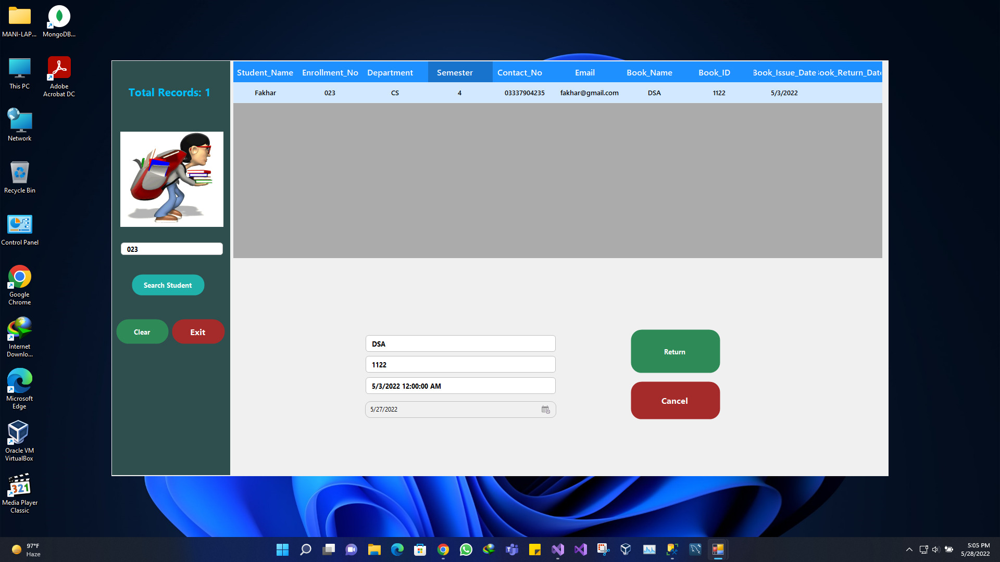 MANI-LAP...
MongoDB...
This PC
Adobe
Acrobat DC
Network
Recycle Bin
Control Panel
Google
Chrome
Internet
Downlo...
Microsoft
Edge
Oracle VM
VirtualBox
321
Media Player
Classic
Total Records: 1
023
Search Student
Clear
Exit
Student_Name Enrollment_No Department Semester Contact_No Email Book_Name Book_ID Book_Issue_Date Book_Return_Date
Fakhar 023 CS 4 03337904235 fakhar@gmail.com DSA 1122 5/3/2022
DSA
1122
5/3/2022 12:00:00 AM
5/27/2022
Return
Cancel
97°F
Haze
5:05 PM
5/28/2022